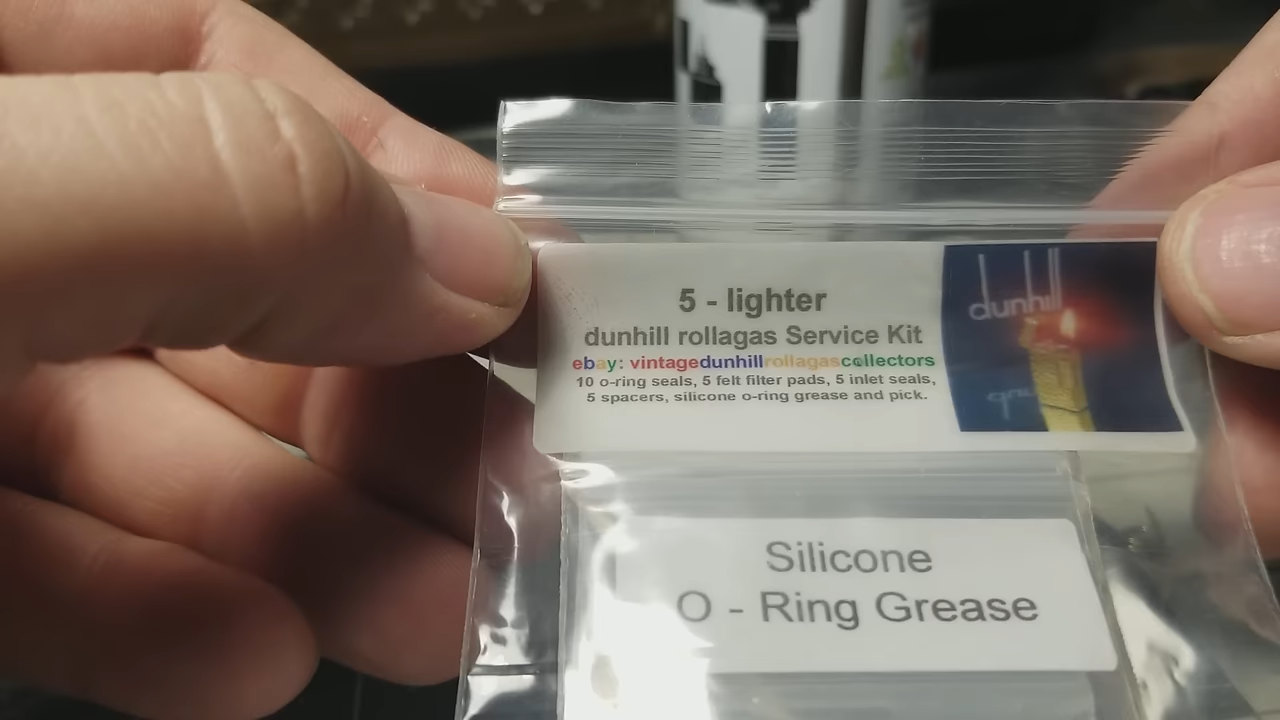 5 - lighter
dunhill rollagas Service Kit
ebay: vintagedunhillrollagascollectors
10 o-ring seals, 5 felt filter pads, 5 inlet seals,
5 spacers, silicone o-ring grease and pick.
dunhill
Silicone
O - Ring Grease